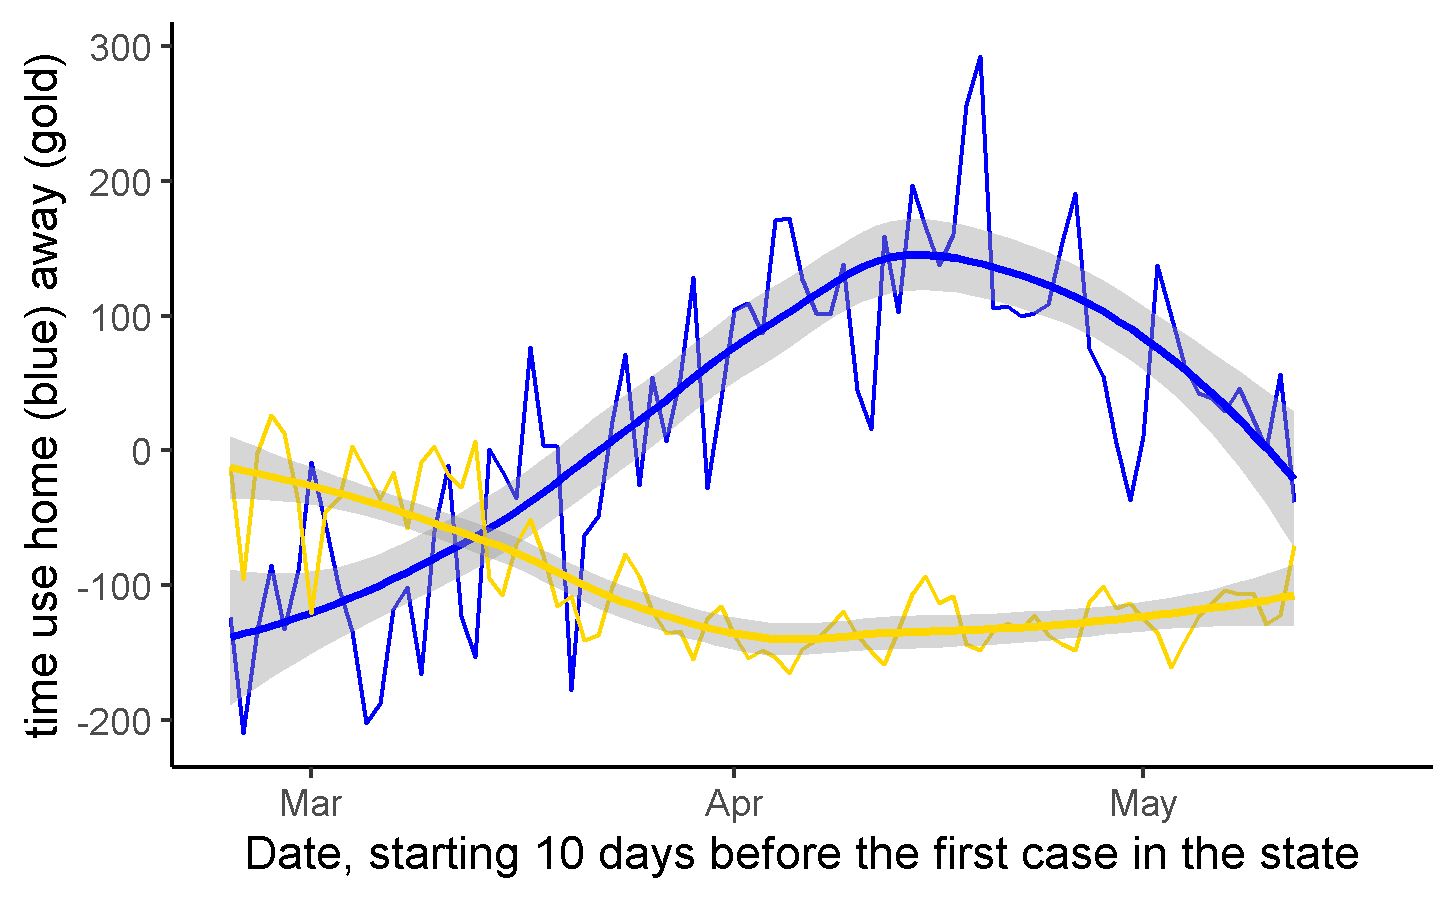 time use home (blue) away (gold)
300
200
100
0
-100
-200
Mar
Apr
May
Date, starting 10 days before the first case in the state